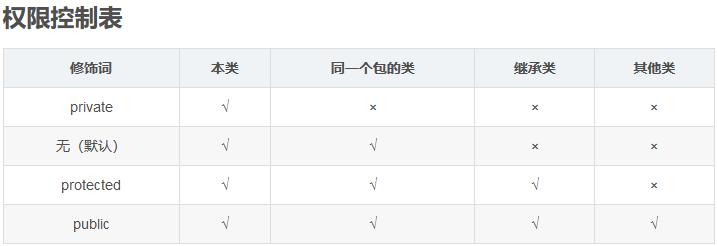 权限控制表
修饰词 本类 同一个包的类 继承类 其他类
private √ × × ×
无（默认） √ √ × ×
protected √ √ √ ×
public √ √ √ √